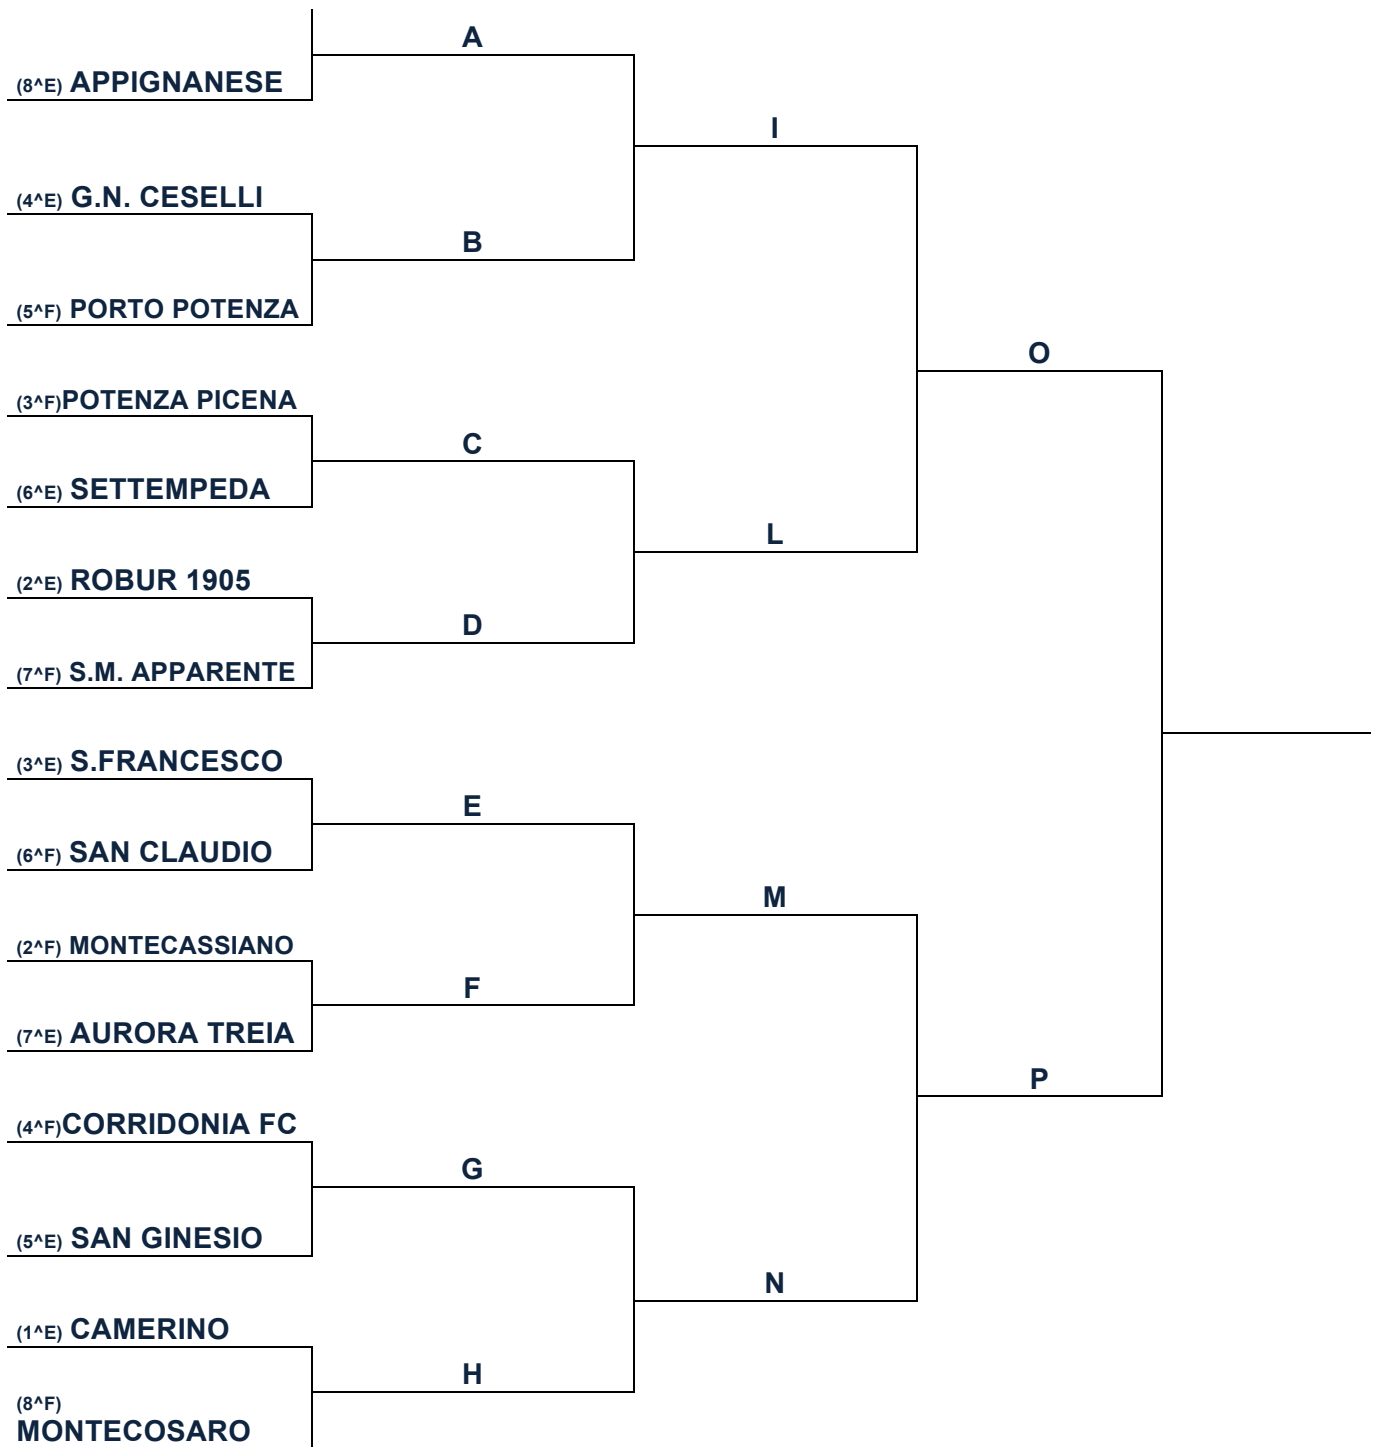 A
(8^E) APPIGNANESE
I
(4^E) G.N. CESELLI
B
(5^F) PORTO POTENZA
O
(3^F)POTENZA PICENA
C
(6^E) SETTEMPEDA
L
(2^E) ROBUR 1905
D
(7^F) S.M. APPARENTE
(3^E) S.FRANCESCO
E
(6^F) SAN CLAUDIO
M
(2^F) MONTECASSIANO
F
(7^E) AURORA TREIA
P
(4^F)CORRIDONIA FC
G
(5^E) SAN GINESIO
N
(1^E) CAMERINO
H
(8^F)
MONTECOSARO